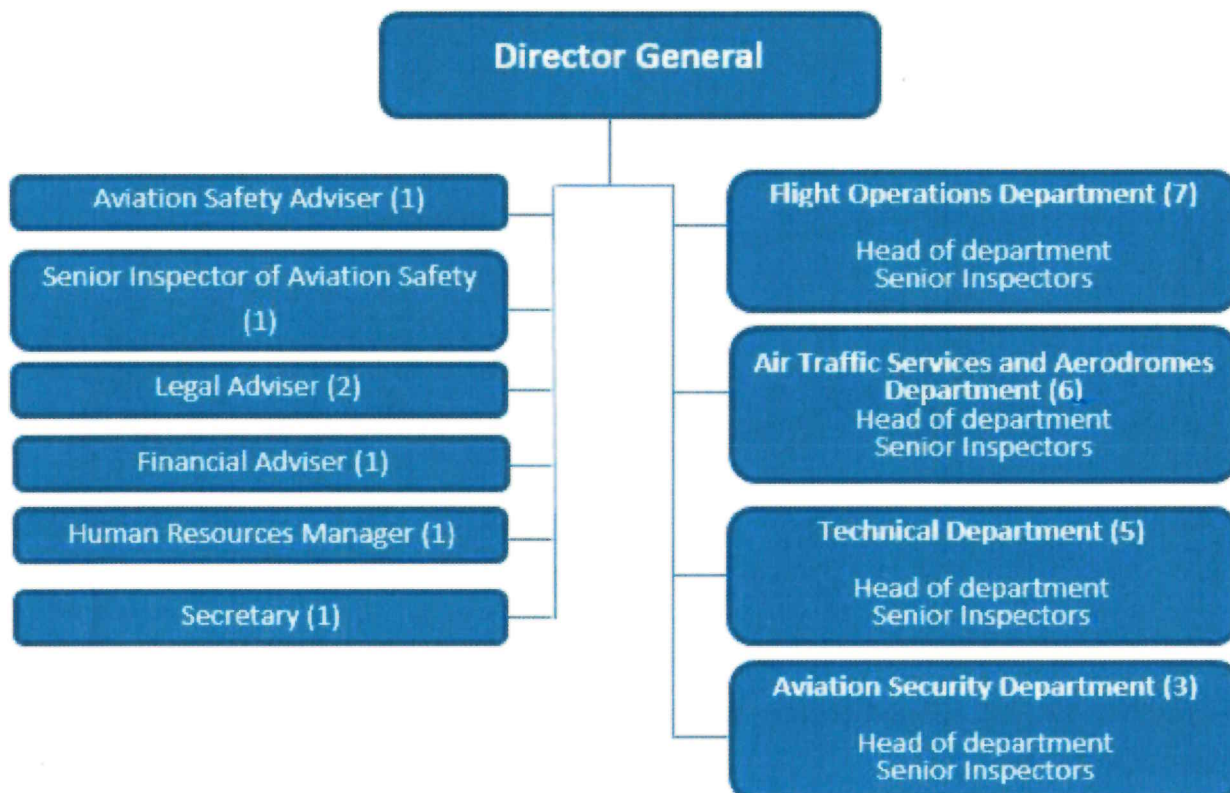 Director General
Aviation Safety Adviser (1)
Senior Inspector of Aviation Safety
(1)
Legal Adviser (2)
Financial Adviser (1)
Human Resources Manager (1)
Secretary (1)
Flight Operations Department (7)
Head of department
Senior Inspectors
Air Traffic Services and Aerodromes
Department (6)
Head of department
Senior Inspectors
Technical Department (5)
Head of department
Senior Inspectors
Aviation Security Department (3)
Head of department
Senior Inspectors